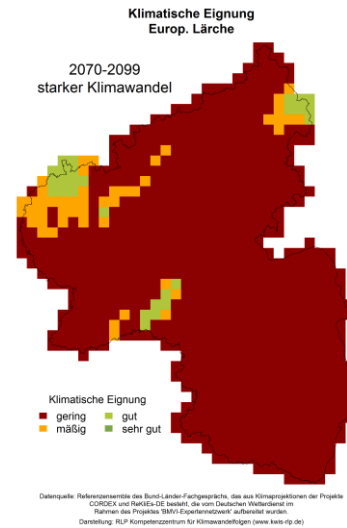 Klimatische Eignung
Europ. Lärche
2070-2099
starker Klimawandel
Klimatische Eignung
gering
gut
mäßig
sehr gut
Datenquelle: Referenzensemble des Bund-Länder-Fachgesprächs, das aus Klimaprojektionen der Projekte
CORDEX und ReKliEs-DE besteht, die vom Deutschen Wetterdienst im
Rahmen des Projektes 'BMVI-Expertennetzwerk' aufbereitet wurden.
Darstellung: RLP Kompetenzzentrum für Klimawandelfolgen (www.kwis-rlp.de)